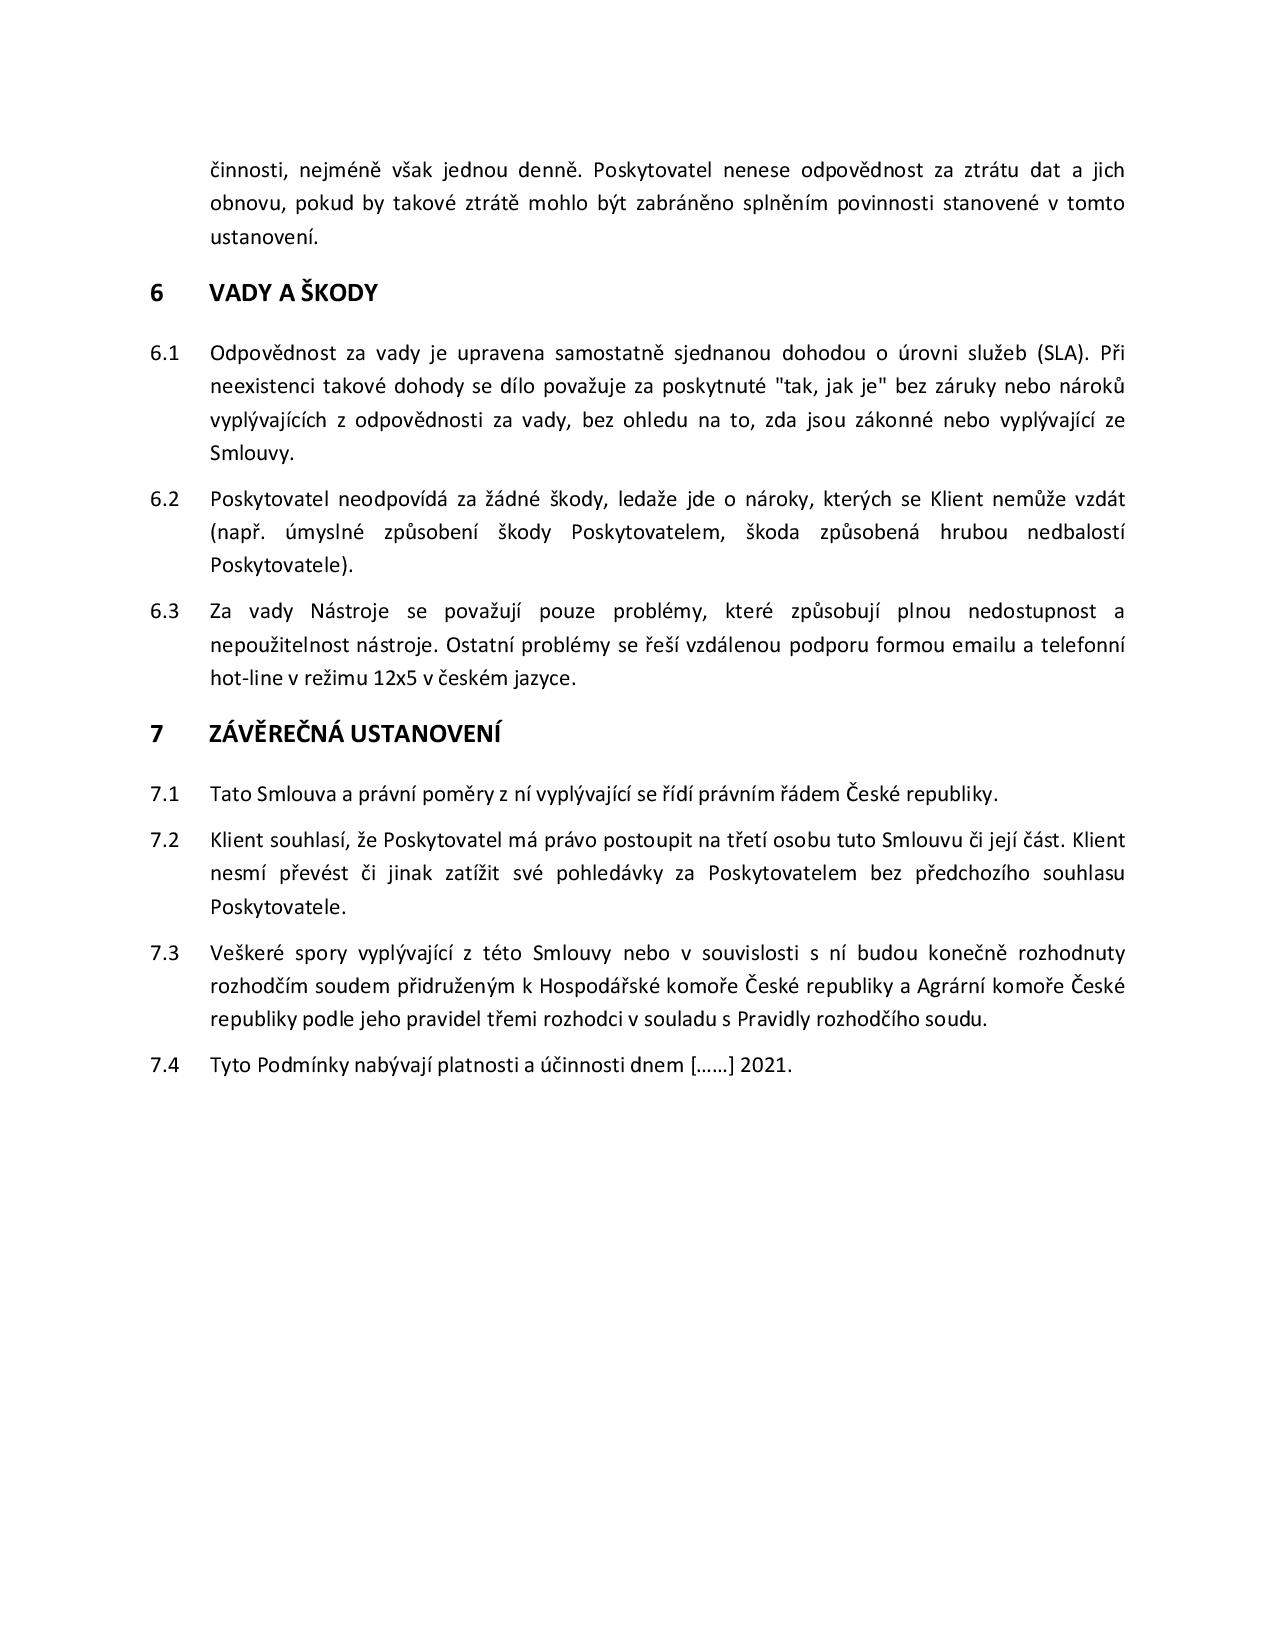 činnosti, nejméně však jednou denně. Poskytovatel nenese odpovědnost za ztrátu dat a jich
obnovu, pokud by takové ztrátě mohlo být zabráněno splněním povinnosti stanovené v tomto
ustanovení.
6 VADY A ŠKODY
6.1 Odpovědnost za vady je upravena samostatně sjednanou dohodou o úrovni služeb (SLA). Při
neexistenci takové dohody se dílo považuje za poskytnuté "tak, jak je" bez záruky nebo nároků
vyplývajících z odpovědnosti za vady, bez ohledu na to, zda jsou zákonné nebo vyplývající ze
Smlouvy.
6.2 Poskytovatel neodpovídá za žádné škody, ledaže jde o nároky, kterých se Klient nemůže vzdát
(např. úmyslné způsobení škody Poskytovatelem, škoda způsobená hrubou nedbalostí
Poskytovatele).
6.3 Za vady Nástroje se považují pouze problémy, které způsobují plnou nedostupnost a
nepoužitelnost nástroje. Ostatní problémy se řeší vzdálenou podporu formou emailu a telefonní
hot-line v režimu 12x5 v českém jazyce.
7 ZÁVĚREČNÁ USTANOVENÍ
7.1 Tato Smlouva a právní poměry z ní vyplývající se řídí právním řádem České republiky.
7.2 Klient souhlasí, že Poskytovatel má právo postoupit na třetí osobu tuto Smlouvu či její část. Klient
nesmí převést či jinak zatížit své pohledávky za Poskytovatelem bez předchozího souhlasu
Poskytovatele.
7.3 Veškeré spory vyplývající z této Smlouvy nebo v souvislosti s ní budou konečně rozhodnuty
rozhodčím soudem přidruženým k Hospodářské komoře České republiky a Agrární komoře České
republiky podle jeho pravidel třemi rozhodci v souladu s Pravidly rozhodčího soudu.
7.4 Tyto Podmínky nabývají platnosti a účinnosti dnem [……] 2021.